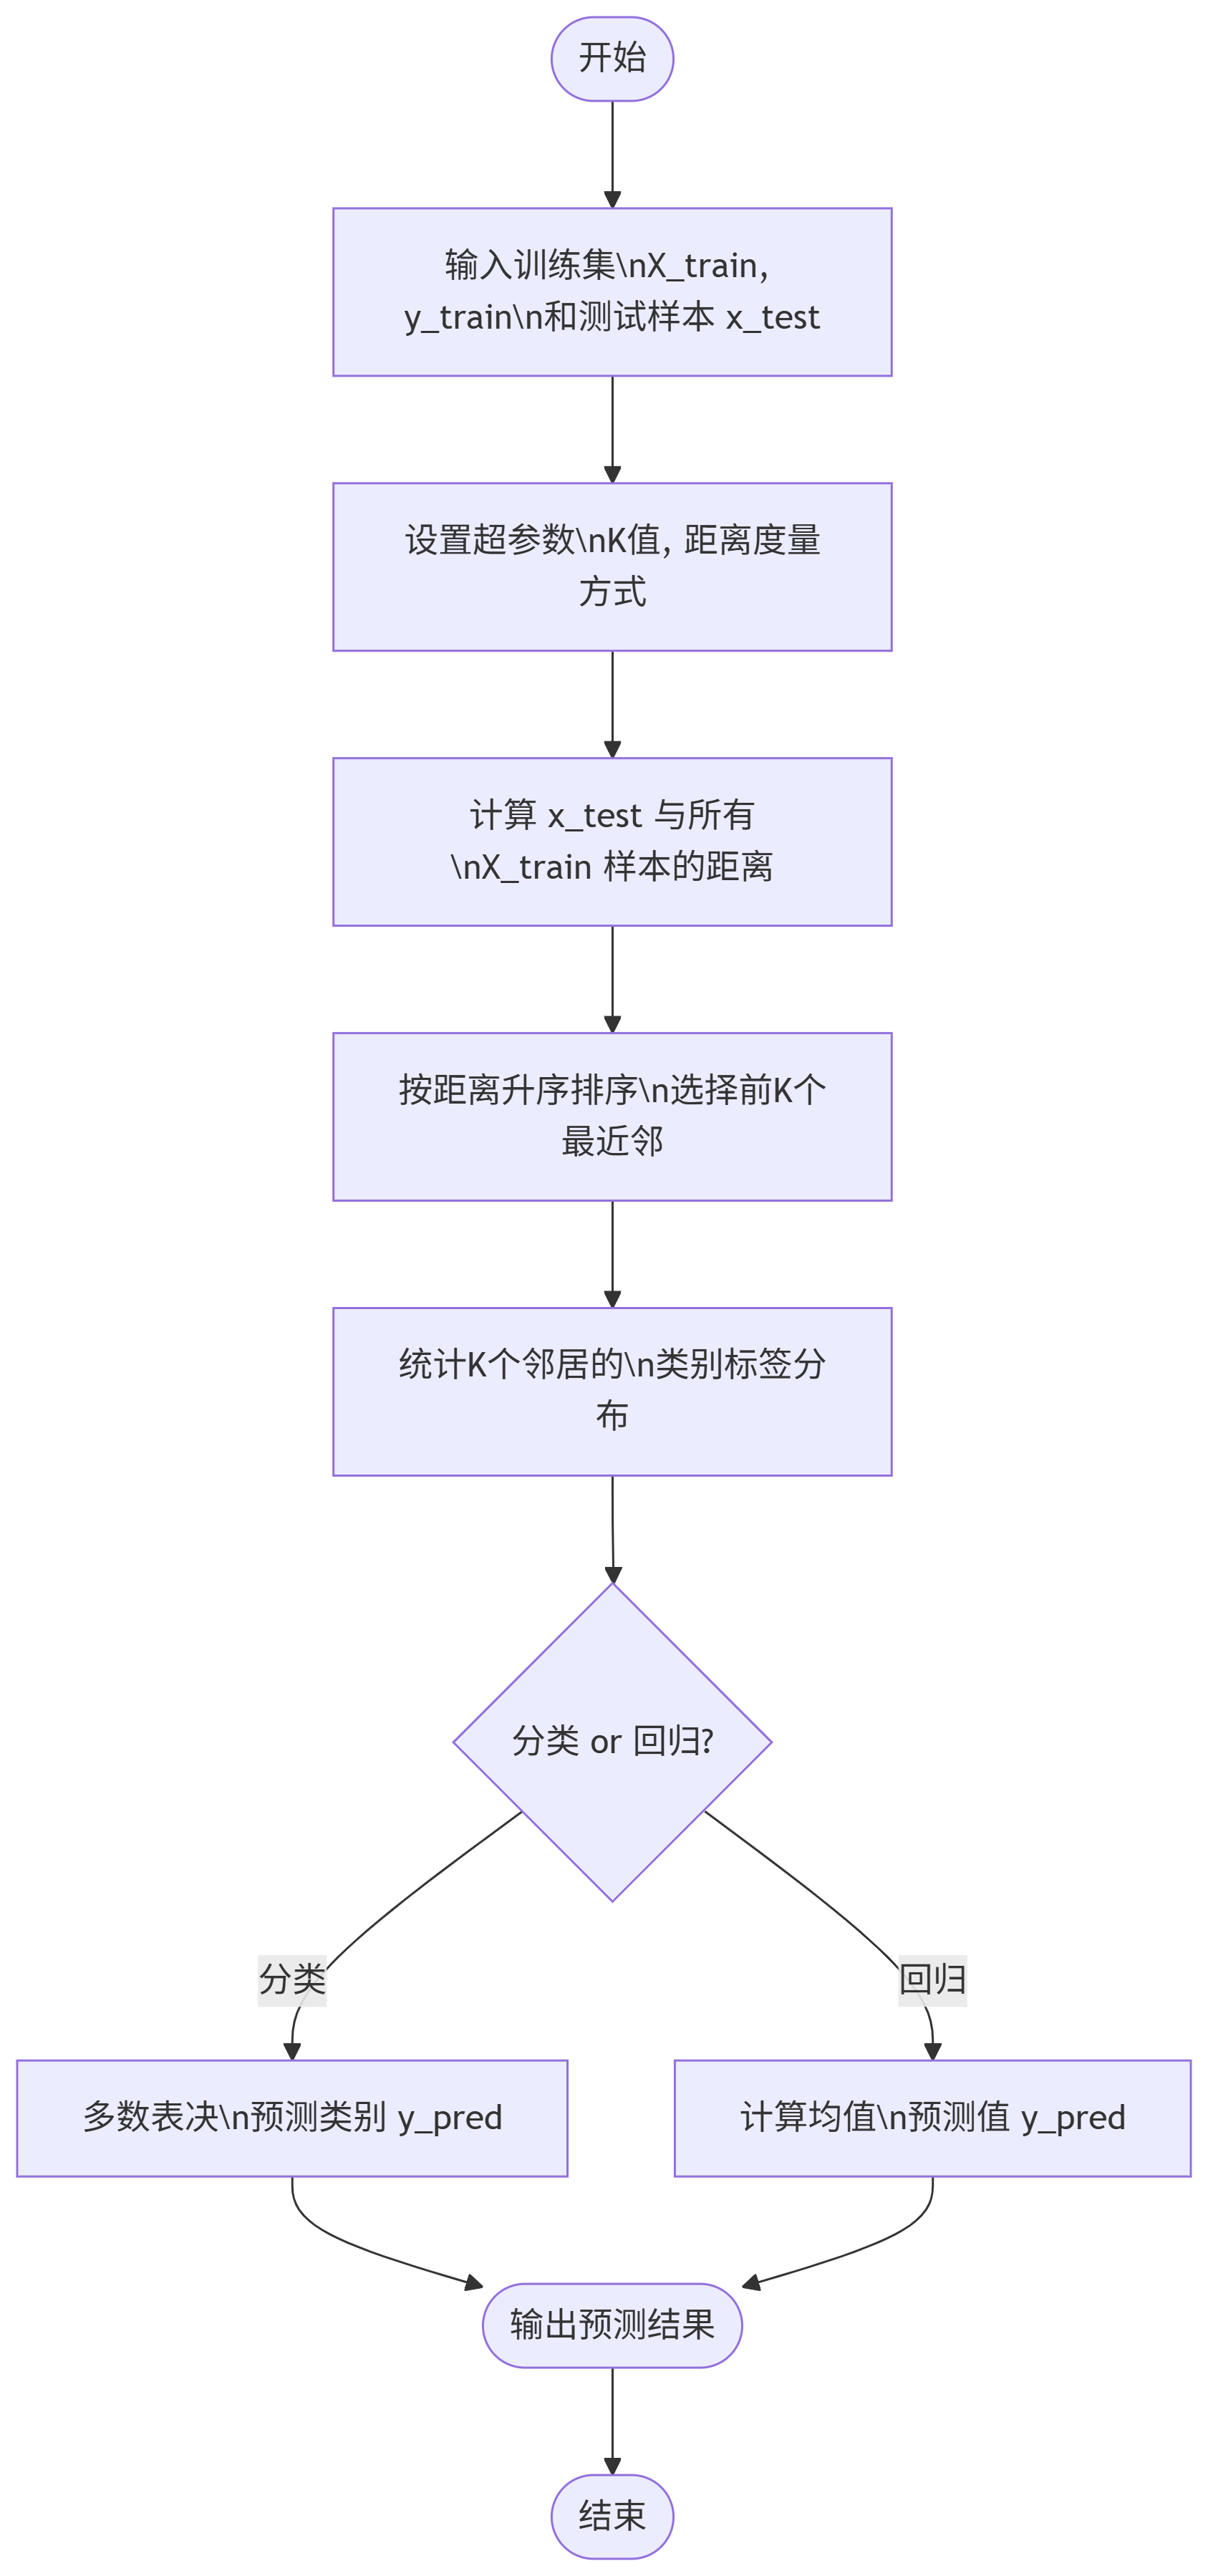 开始
输入训练集\nX_train,
y_train\n和测试样本 x_test
设置超参数\nK值, 距离度量
方式
计算 x_test 与所有
\nX_train 样本的距离
按距离升序排序\n选择前K个
最近邻
统计K个邻居的\n类别标签分
布
分类 or 回归?
分类
回归
多数表决\n预测类别 y_pred
计算均值\n预测值 y_pred
输出预测结果
结束